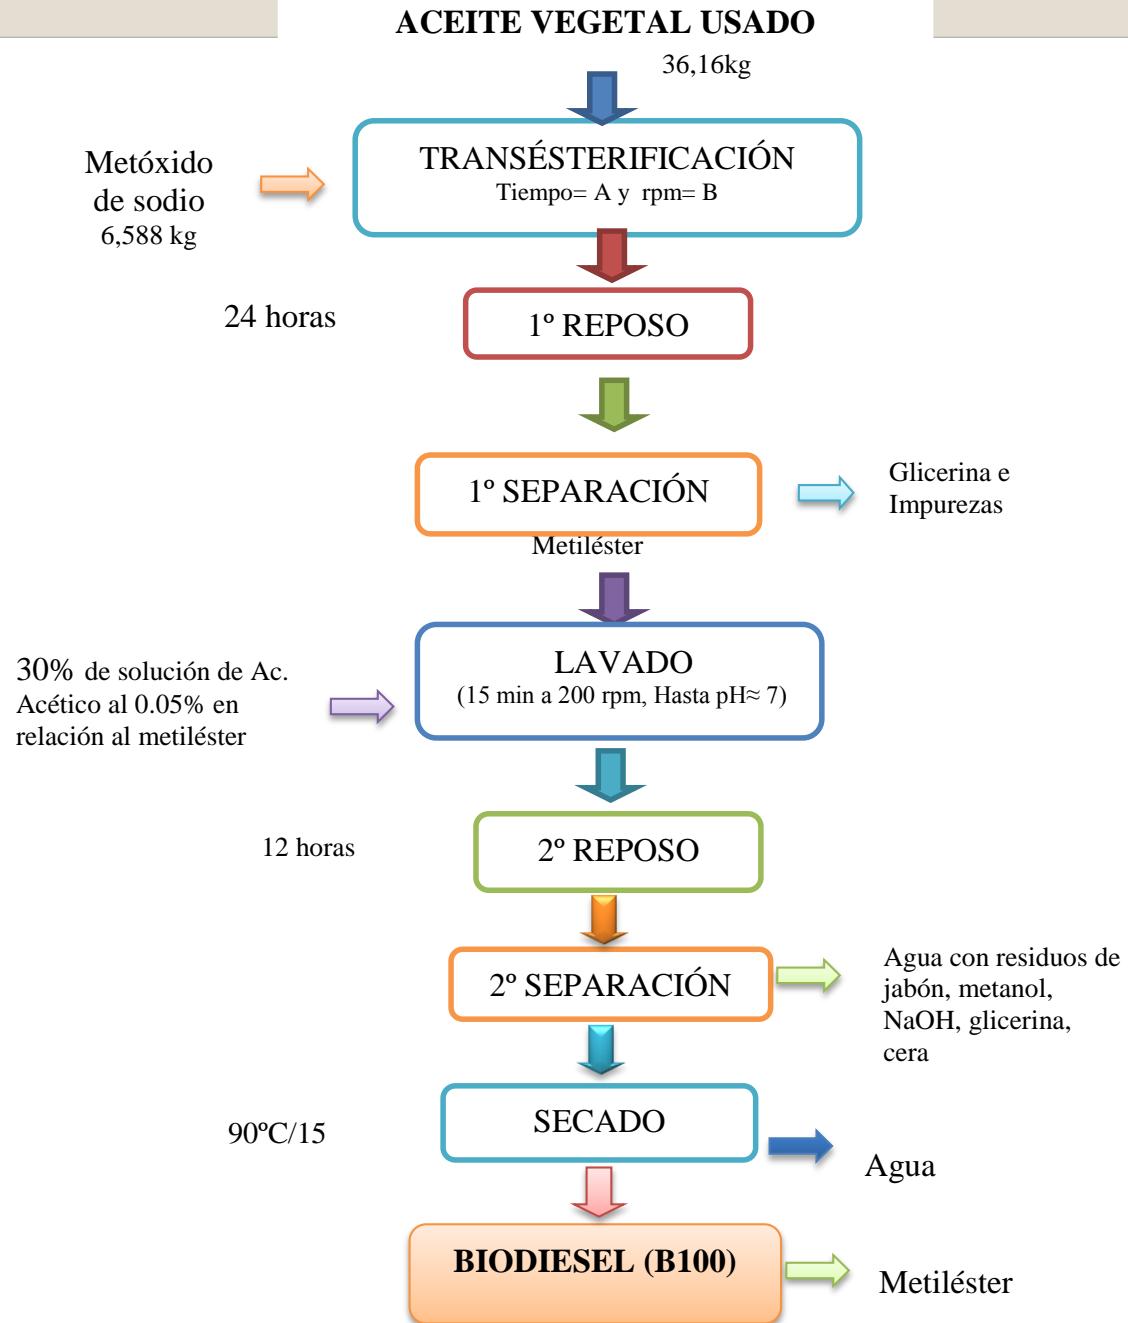 ACEITE VEGETAL USADO
36,16kg
TRANSÉSTERIFICACIÓN
Tiempo= A y rpm= B
Metóxido
de sodio
6,588 kg
24 horas
1º REPOSO
1º SEPARACIÓN
Glicerina e
Impurezas
Metiléster
LAVADO
(15 min a 200 rpm, Hasta pH≈ 7)
30% de solución de Ac.
Acético al 0.05% en
relación al metiléster
12 horas
2º REPOSO
2º SEPARACIÓN
Agua con residuos de
jabón, metanol,
NaOH, glicerina,
cera
90ºC/15
SECADO
Agua
BIODIESEL (B100)
Metiléster